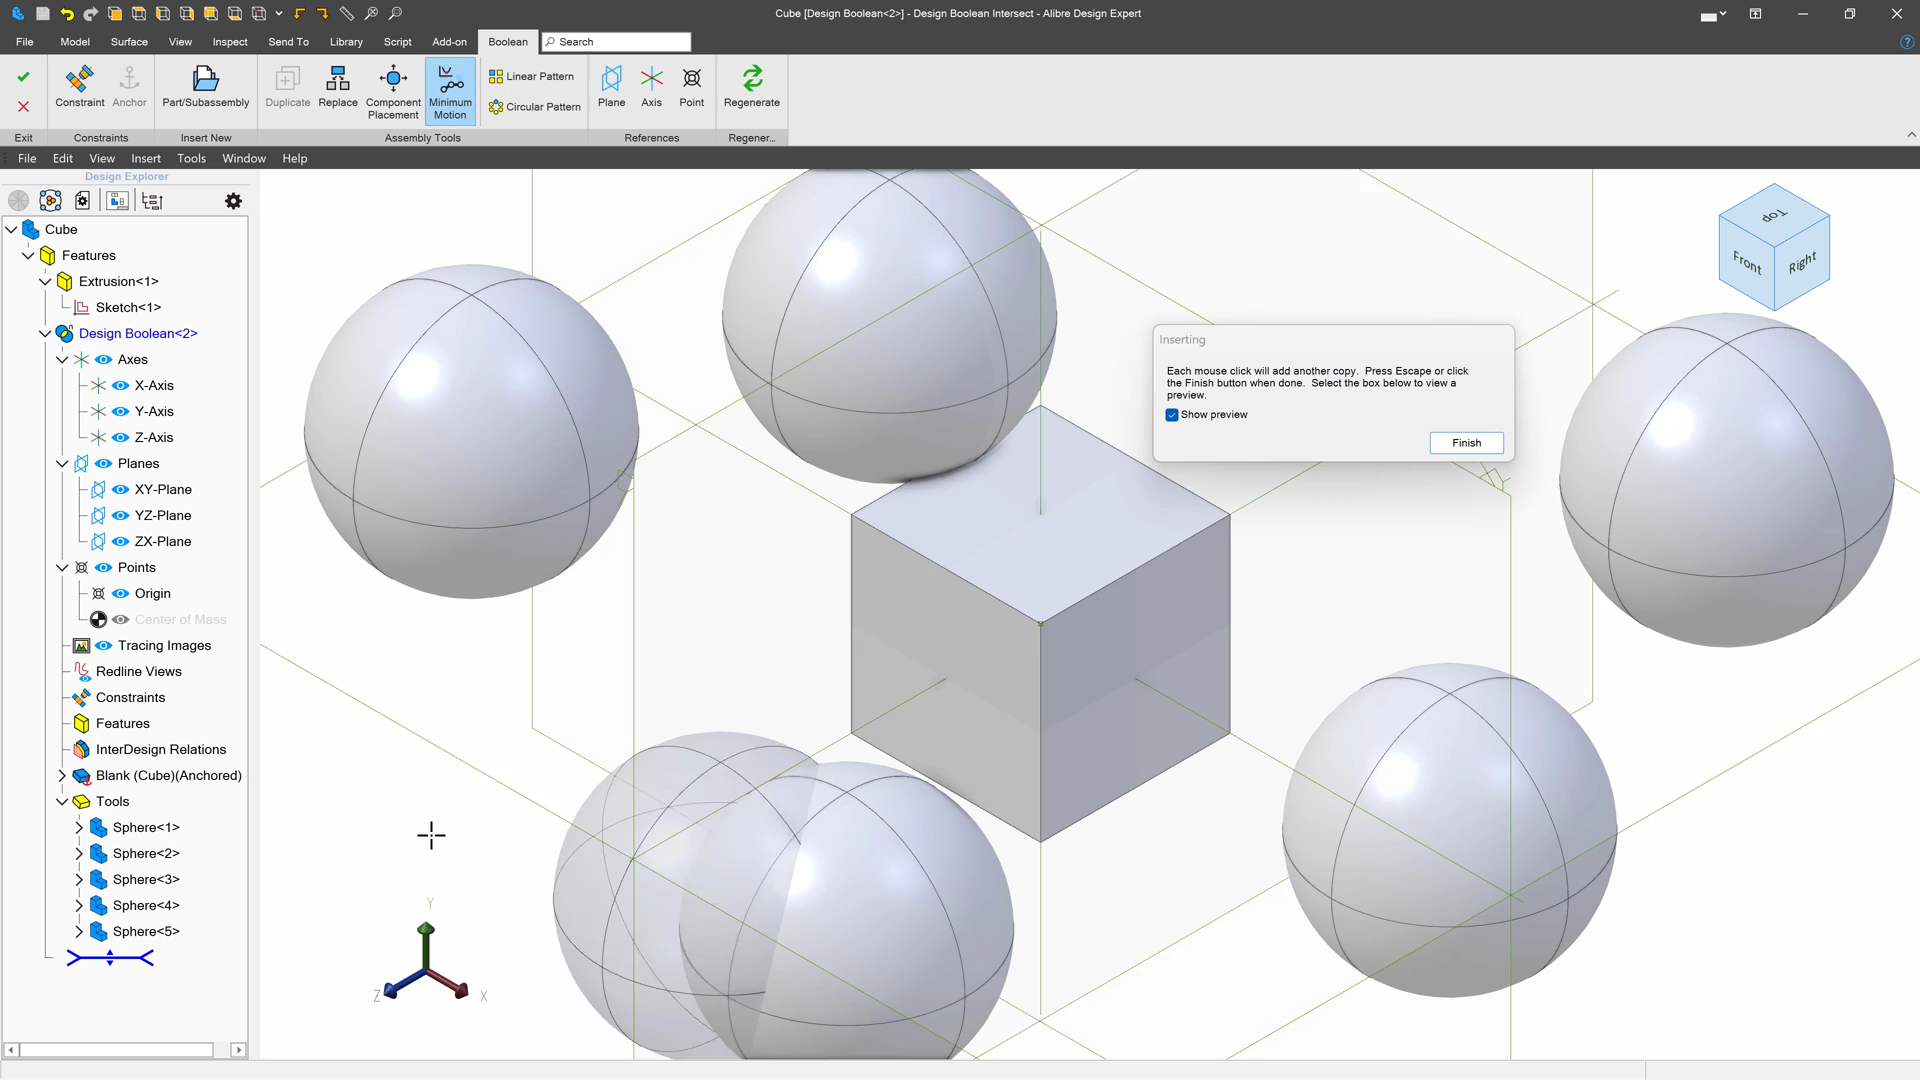 Cube [Design Boolean<2>] - Design Boolean Intersect - Alibre Design Expert
File Model Surface View Inspect Send To Library Script Add-on Boolean Search
Constraint Anchor Part/Subassembly Duplicate Replace Component Placement Minimum Motion Linear Pattern Circular Pattern Plane Axis Point Regenerate
Exit Constraints Insert New Assembly Tools References Regener...
File Edit View Insert Tools Window Help
Design Explorer
Cube
Features
Extrusion<1>
Sketch<1>
Design Boolean<2>
Axes
X-Axis
Y-Axis
Z-Axis
Planes
XY-Plane
YZ-Plane
ZX-Plane
Points
Origin
Center of Mass
Tracing Images
Redline Views
Constraints
Features
InterDesign Relations
Blank (Cube)(Anchored)
Tools
Sphere<1>
Sphere<2>
Sphere<3>
Sphere<4>
Sphere<5>
Top
Front Right
Inserting
Each mouse click will add another copy. Press Escape or click
the Finish button when done. Select the box below to view a
preview.
Show preview
Finish
Y
Z X